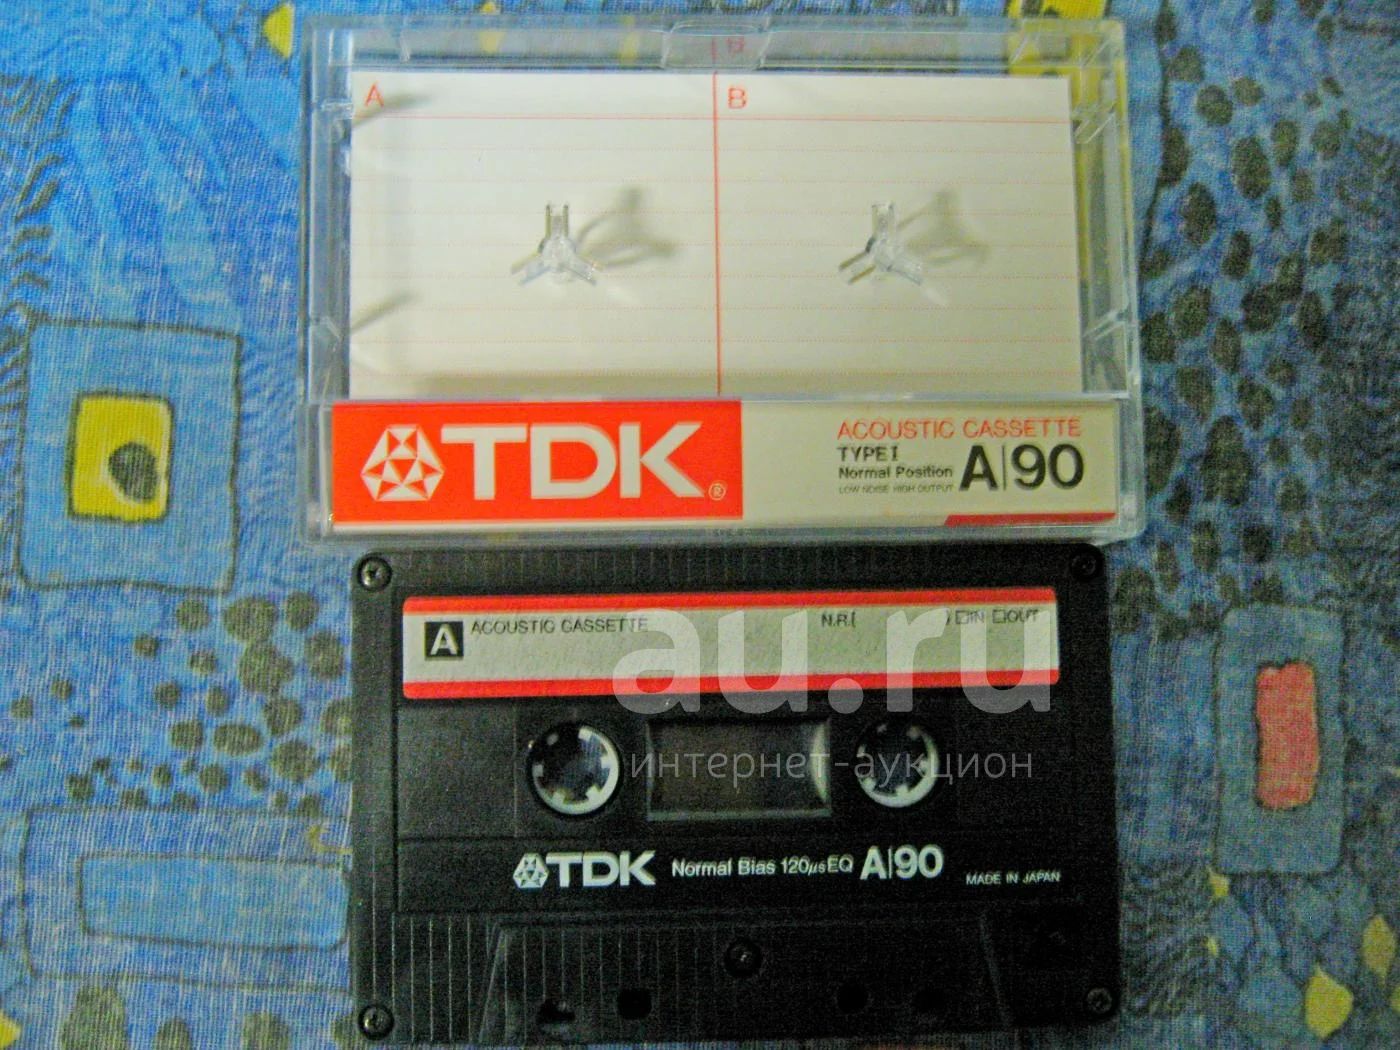 A B
TDK®
ACOUSTIC CASSETTE
TYPE I
Normal Position
LOW NOISE HIGH OUTPUT
A|90
A ACOUSTIC CASSETTE N.R.[ ] IN OUT
au.ru
интернет-аукцион
TDK Normal Bias 120μs EQ A|90 MADE IN JAPAN